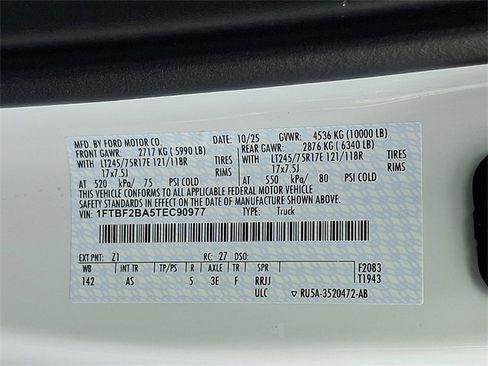 MFD. BY FORD MOTOR CO. 10/25 GVWR: 4536 KG (10000 LB)
FRONT GAWR: 2717 KG ( 5990 LB) REAR GAWR: 2876 KG ( 6340 LB)
WITH LT245/75R17E 121/118R TIRES WITH LT245/75R17E 121/118R TIRES
17x7.5J RIMS 17x7.5J RIMS
AT 520 kPa/ 75 PSI COLD AT 550 kPa/ 80 PSI COLD
THIS VEHICLE CONFORMS TO ALL APPLICABLE FEDERAL MOTOR VEHICLE
SAFETY STANDARDS IN EFFECT ON THE DATE OF MANUFACTURE SHOWN ABOVE.
VIN: 1FTBF2BA5TEC90977 TYPE: Truck
EXT PNT: Z1 RC: 27 DSO:
WB INT TR TP/PS R AXLE TR SPR F2083
142 AS 5 3E F RRJJ T1943
ULC RU5A-3520472-AB